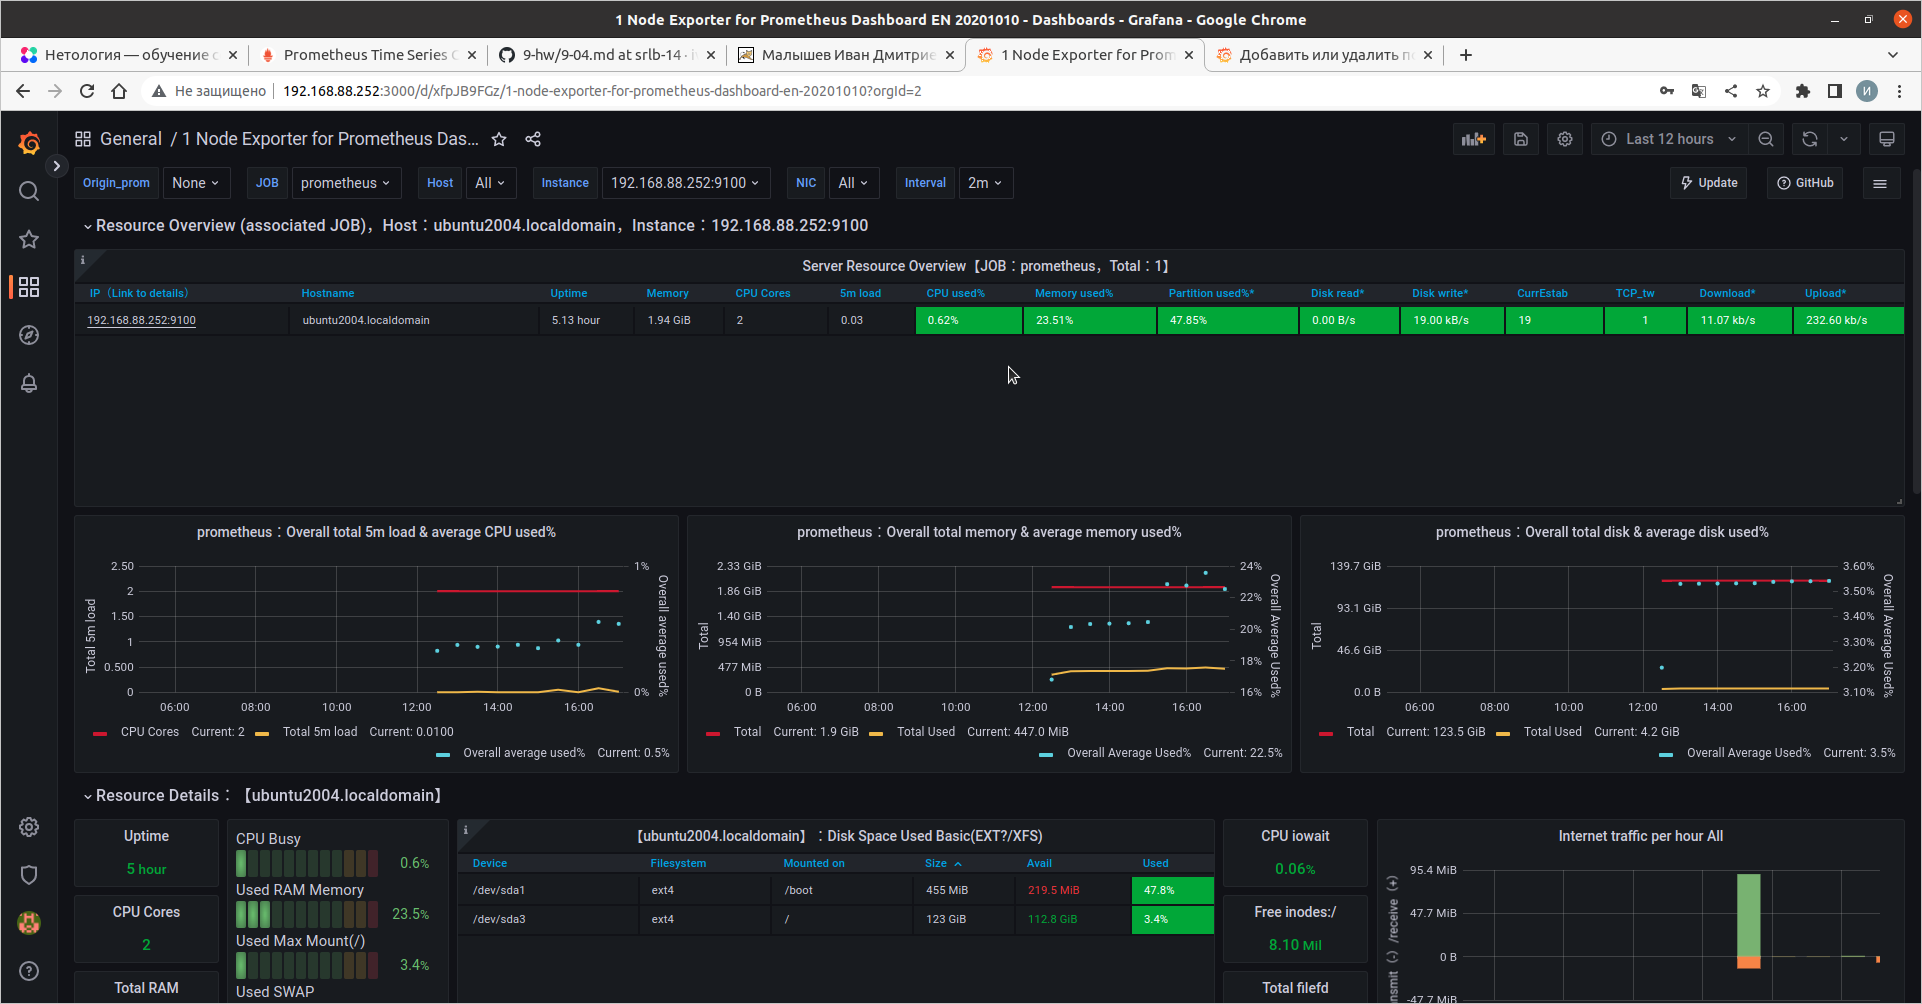 1 Node Exporter for Prometheus Dashboard EN 20201010 - Dashboards - Grafana - Google Chrome
Нетология — обучение с Prometheus Time Series C 9-hw/9-04.md at srlb-14 · Малышев Иван Дмитрие 1 Node Exporter for Prom Добавить или удалить п
Не защищено 192.168.88.252:3000/d/xfpJB9FGz/1-node-exporter-for-prometheus-dashboard-en-20201010?orgId=2 И
General / 1 Node Exporter for Prometheus Das... Last 12 hours
Origin_prom None JOB prometheus Host All Instance 192.168.88.252:9100 NIC All Interval 2m Update GitHub
Resource Overview (associated JOB)，Host：ubuntu2004.localdomain，Instance：192.168.88.252:9100
Server Resource Overview【JOB：prometheus，Total：1】
IP（Link to details） Hostname Uptime Memory CPU Cores 5m load CPU used% Memory used% Partition used%* Disk read* Disk write* CurrEstab TCP_tw Download* Upload*
192.168.88.252:9100 ubuntu2004.localdomain 5.13 hour 1.94 GiB 2 0.03 0.62% 23.51% 47.85% 0.00 B/s 19.00 kB/s 19 1 11.07 kb/s 232.60 kb/s
prometheus：Overall total 5m load & average CPU used%
2.50
2
1.50
1
0.500
0
1%
0%
Total 5m load
Overall average used%
06:00 08:00 10:00 12:00 14:00 16:00
CPU Cores Current: 2 Total 5m load Current: 0.0100
Overall average used% Current: 0.5%
prometheus：Overall total memory & average memory used%
2.33 GiB
1.86 GiB
1.40 GiB
954 MiB
477 MiB
0 B
24%
22%
20%
18%
16%
Total
Overall Average Used%
06:00 08:00 10:00 12:00 14:00 16:00
Total Current: 1.9 GiB Total Used Current: 447.0 MiB
Overall Average Used% Current: 22.5%
prometheus：Overall total disk & average disk used%
139.7 GiB
93.1 GiB
46.6 GiB
0.0 B
3.60%
3.50%
3.40%
3.30%
3.20%
3.10%
Total
Overall Average Used%
06:00 08:00 10:00 12:00 14:00 16:00
Total Current: 123.5 GiB Total Used Current: 4.2 GiB
Overall Average Used% Current: 3.5%
Resource Details：【ubuntu2004.localdomain】
Uptime
5 hour
CPU Cores
2
Total RAM
CPU Busy
0.6%
Used RAM Memory
23.5%
Used Max Mount(/)
3.4%
Used SWAP
【ubuntu2004.localdomain】：Disk Space Used Basic(EXT?/XFS)
Device Filesystem Mounted on Size Avail Used
/dev/sda1 ext4 /boot 455 MiB 219.5 MiB 47.8%
/dev/sda3 ext4 / 123 GiB 112.8 GiB 3.4%
CPU iowait
0.06%
Free inodes:/
8.10 Mil
Total filefd
Internet traffic per hour All
95.4 MiB
47.7 MiB
0 B
-47.7 MiB
nsmit (-) /receive (+)